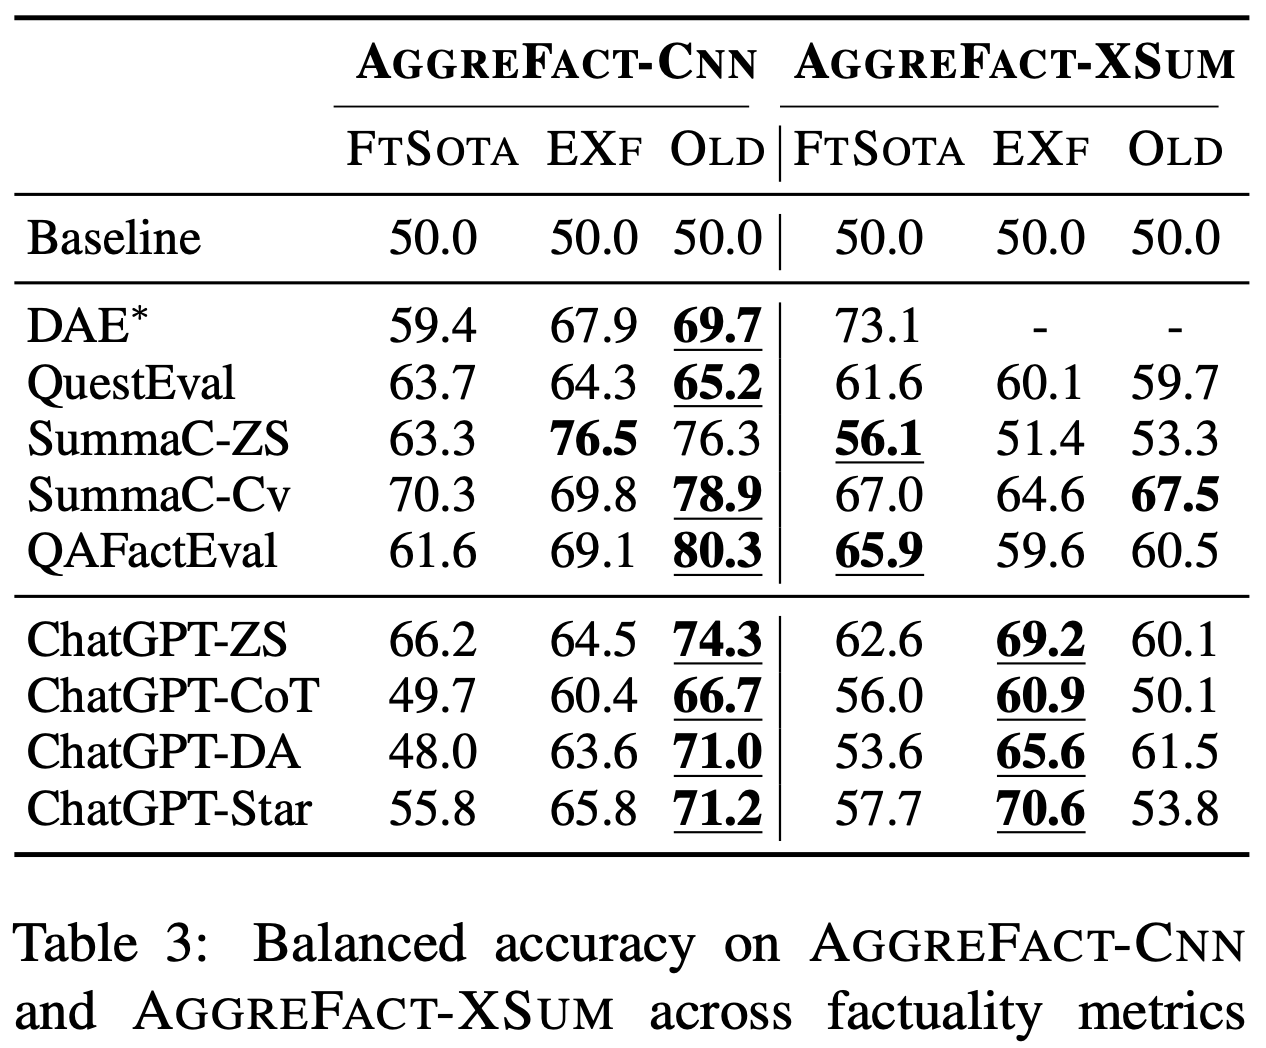 AGGREFACT-CNN AGGREFACT-XSUM
FTSOTA EXF OLD FTSOTA EXF OLD
Baseline 50.0 50.0 50.0 50.0 50.0 50.0
DAE* 59.4 67.9 69.7 73.1 - -
QuestEval 63.7 64.3 65.2 61.6 60.1 59.7
SummaC-ZS 63.3 76.5 76.3 56.1 51.4 53.3
SummaC-Cv 70.3 69.8 78.9 67.0 64.6 67.5
QAFactEval 61.6 69.1 80.3 65.9 59.6 60.5
ChatGPT-ZS 66.2 64.5 74.3 62.6 69.2 60.1
ChatGPT-CoT 49.7 60.4 66.7 56.0 60.9 50.1
ChatGPT-DA 48.0 63.6 71.0 53.6 65.6 61.5
ChatGPT-Star 55.8 65.8 71.2 57.7 70.6 53.8
Table 3: Balanced accuracy on AGGREFACT-CNN
and AGGREFACT-XSUM across factuality metrics